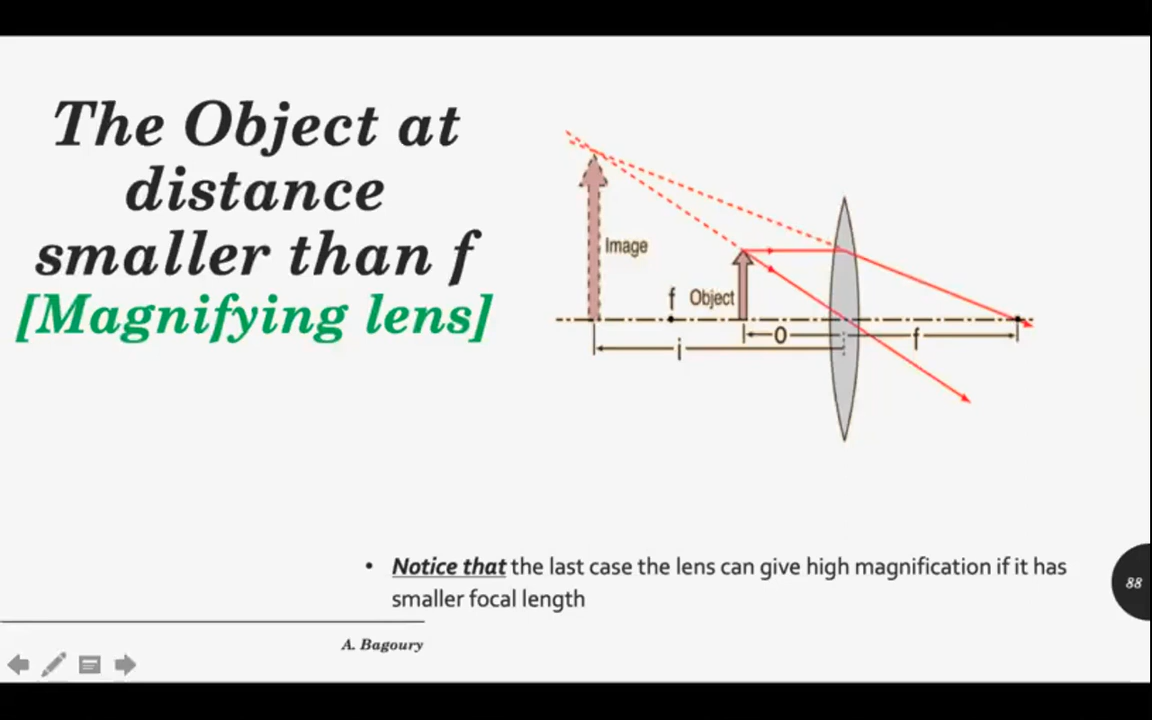 The Object at
distance
smaller than f
[Magnifying lens]
Image
f
Object
O
f
i
• Notice that the last case the lens can give high magnification if it has
smaller focal length
88
A. Bagoury